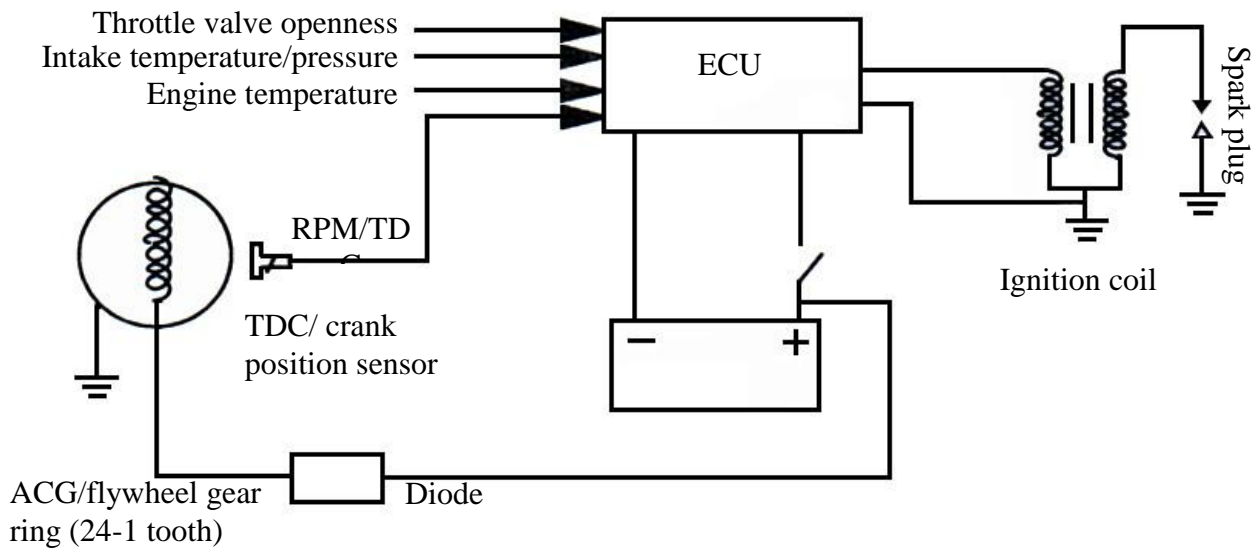 Throttle valve openness
Intake temperature/pressure
Engine temperature
ECU
Spark plug
RPM/TD
TDC/ crank
position sensor
Ignition coil
−
+
ACG/flywheel gear
ring (24-1 tooth)
Diode